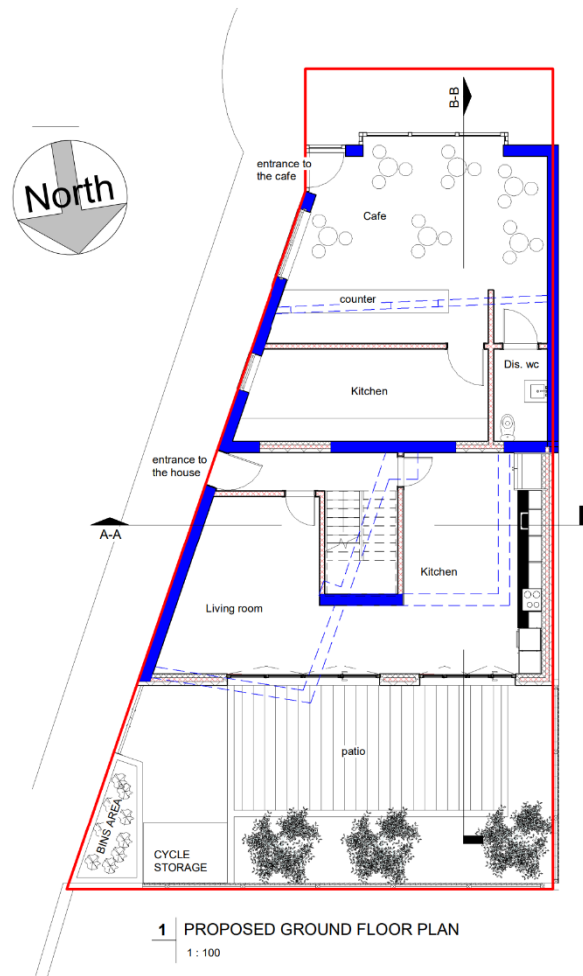 B-B
North
entrance to
the cafe
Cafe
counter
Dis. wc
Kitchen
entrance to
the house
A-A
Kitchen
Living room
patio
BINS AREA
CYCLE
STORAGE
1 PROPOSED GROUND FLOOR PLAN
1 : 100